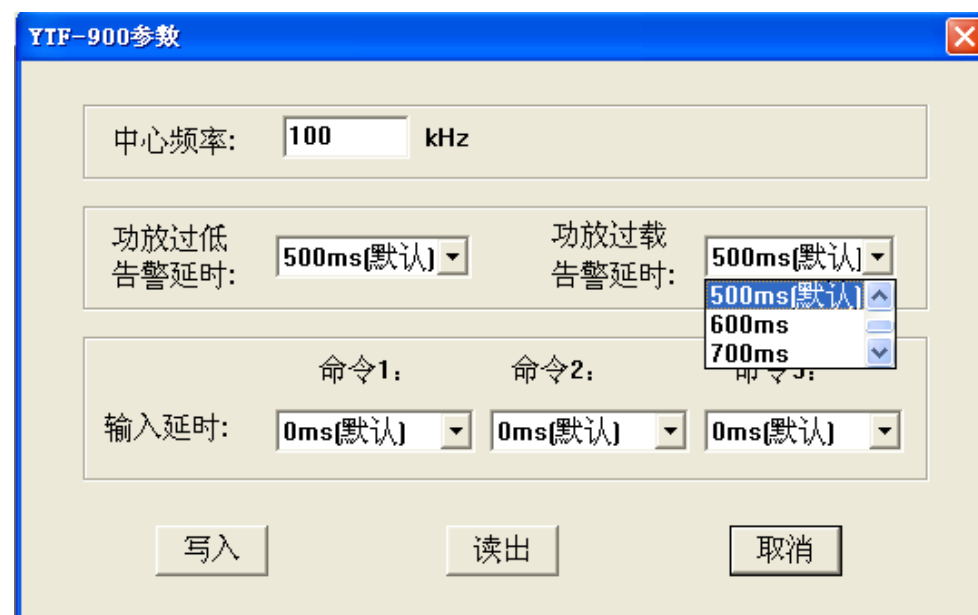 YTF-900参数
中心频率: 100 kHz
功放过低
告警延时: 500ms(默认)
功放过载
告警延时: 500ms(默认)
500ms(默认)
600ms
700ms
命令1: 命令2:
输入延时: 0ms(默认) 0ms(默认) 0ms(默认)
写入 读出 取消